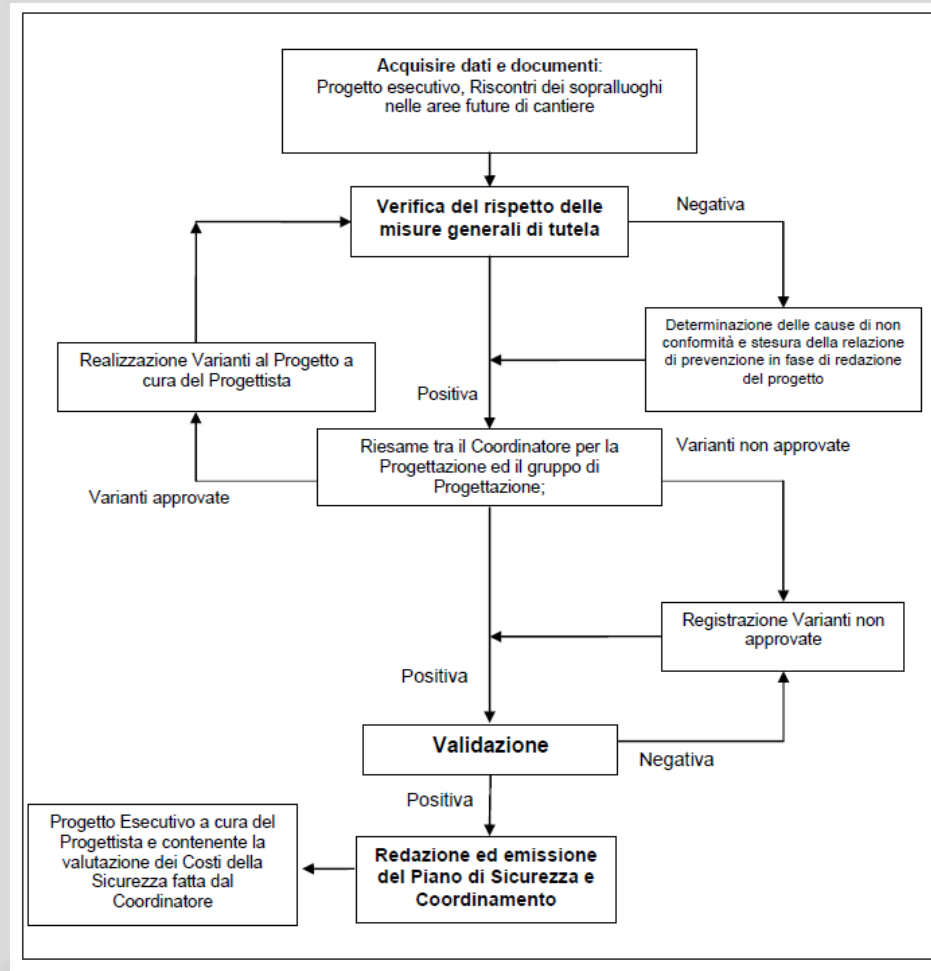 Acquisire dati e documenti:
Progetto esecutivo, Riscontri dei sopralluoghi
nelle aree future di cantiere
Verifica del rispetto delle
misure generali di tutela
Negativa
Determinazione delle cause di non
conformità e stesura della relazione
di prevenzione in fase di redazione
del progetto
Realizzazione Varianti al Progetto a
cura del Progettista
Positiva
Riesame tra il Coordinatore per la
Progettazione ed il gruppo di
Progettazione;
Varianti non approvate
Varianti approvate
Registrazione Varianti non
approvate
Positiva
Validazione
Negativa
Positiva
Progetto Esecutivo a cura del
Progettista e contenente la
valutazione dei Costi della
Sicurezza fatta dal
Coordinatore
Redazione ed emissione
del Piano di Sicurezza e
Coordinamento